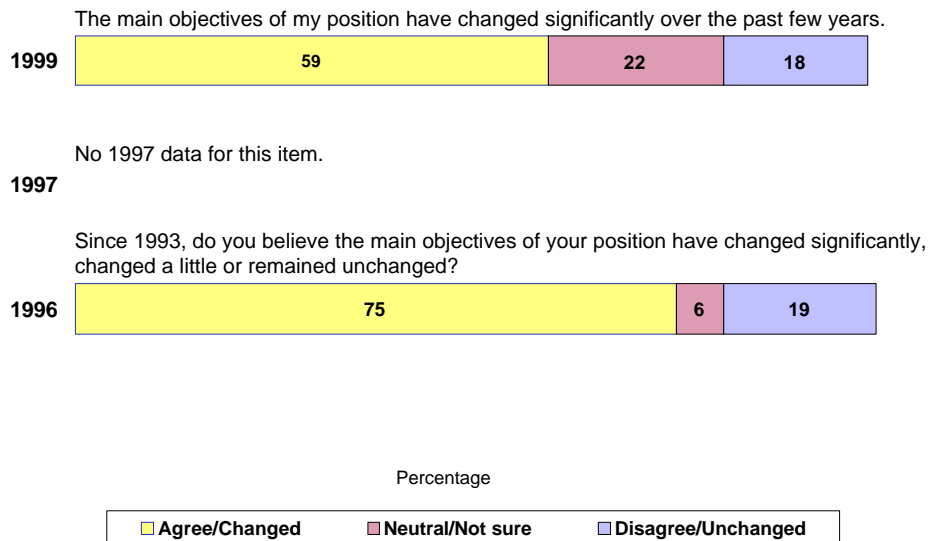 The main objectives of my position have changed significantly over the past few years.
1999
59 22 18
No 1997 data for this item.
1997
Since 1993, do you believe the main objectives of your position have changed significantly,
changed a little or remained unchanged?
1996
75 6 19
Percentage
Agree/Changed Neutral/Not sure Disagree/Unchanged